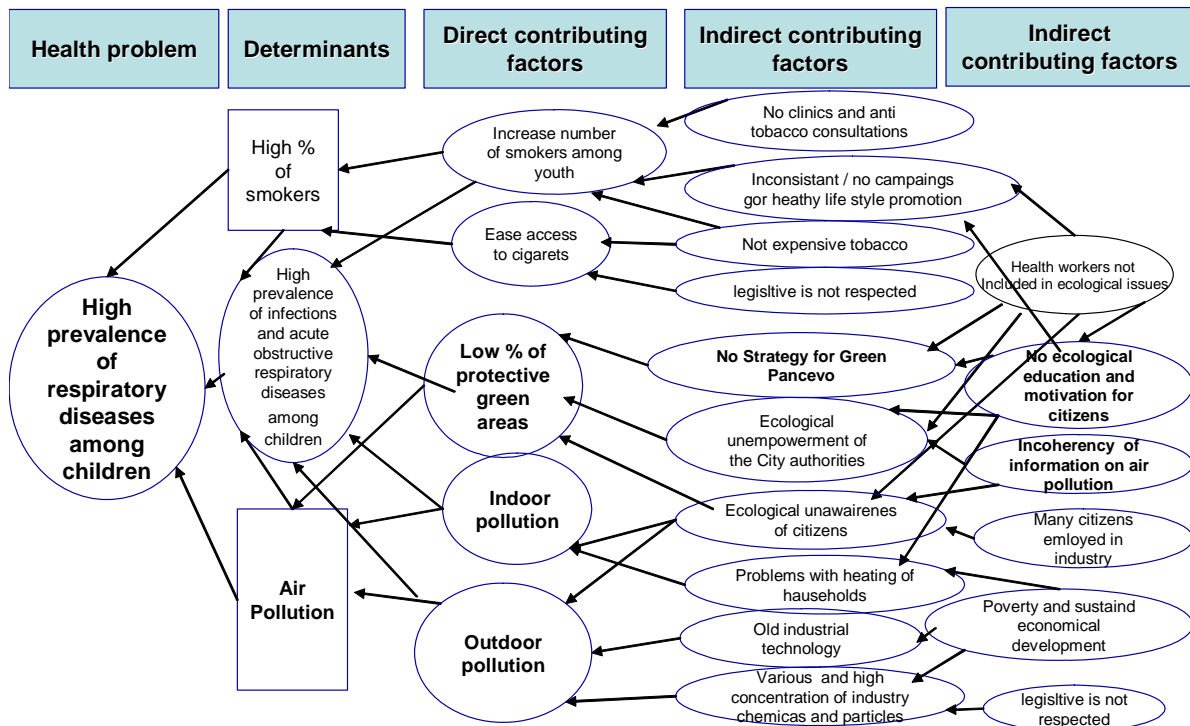 Health problem
Determinants
Direct contributing
factors
Indirect contributing
factors
Indirect
contributing factors
High %
of
smokers
High
prevalence
of infections
and acute
obstructive
respiratory
diseases
among
children
High
prevalence
of
respiratory
diseases
among
children
Air
Pollution
Increase number
of smokers among
youth
Ease access
to cigarets
Low % of
protective
green
areas
Indoor
pollution
Outdoor
pollution
No clinics and anti
tobacco consultations
Inconsistant / no campaings
gor heathy life style promotion
Not expensive tobacco
legisltive is not respected
No Strategy for Green
Pancevo
Ecological
unempowerment of
the City authorities
Ecological unawairenes
of citizens
Problems with heating of
hauseholds
Old industrial
technology
Various and high
concentration of industry
chemicas and particles
Health workers not
Included in ecological issues
No ecological
education and
motivation for
citizens
Incoherency of
information on air
pollution
Many citizens
emloyed in
industry
Poverty and sustaind
economical
development
legisltive is not
respected